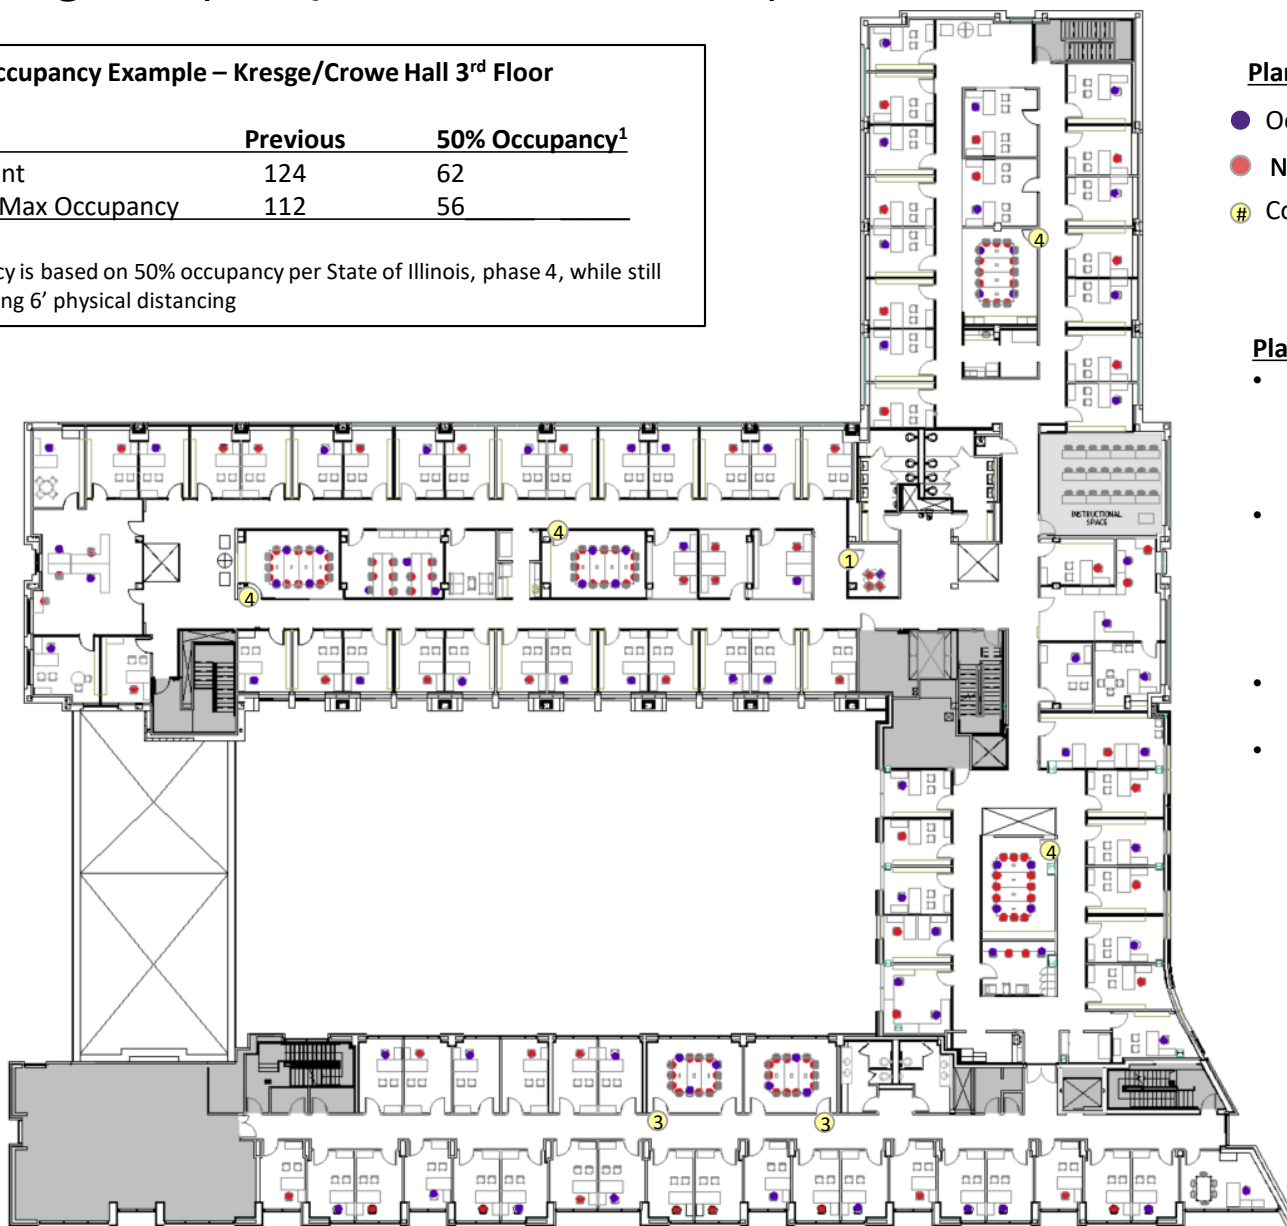 ccupancy Example – Kresge/Crowe Hall 3rd Floor
Previous 50% Occupancy1
nt 124 62
Max Occupancy 112 56
cy is based on 50% occupancy per State of Illinois, phase 4, while still
ng 6’ physical distancing
Plan
Oc
N
# Co
Pla
•
•
•
•
4
INSTRUCTIONAL
SPACE
4
1
4
4
3
3